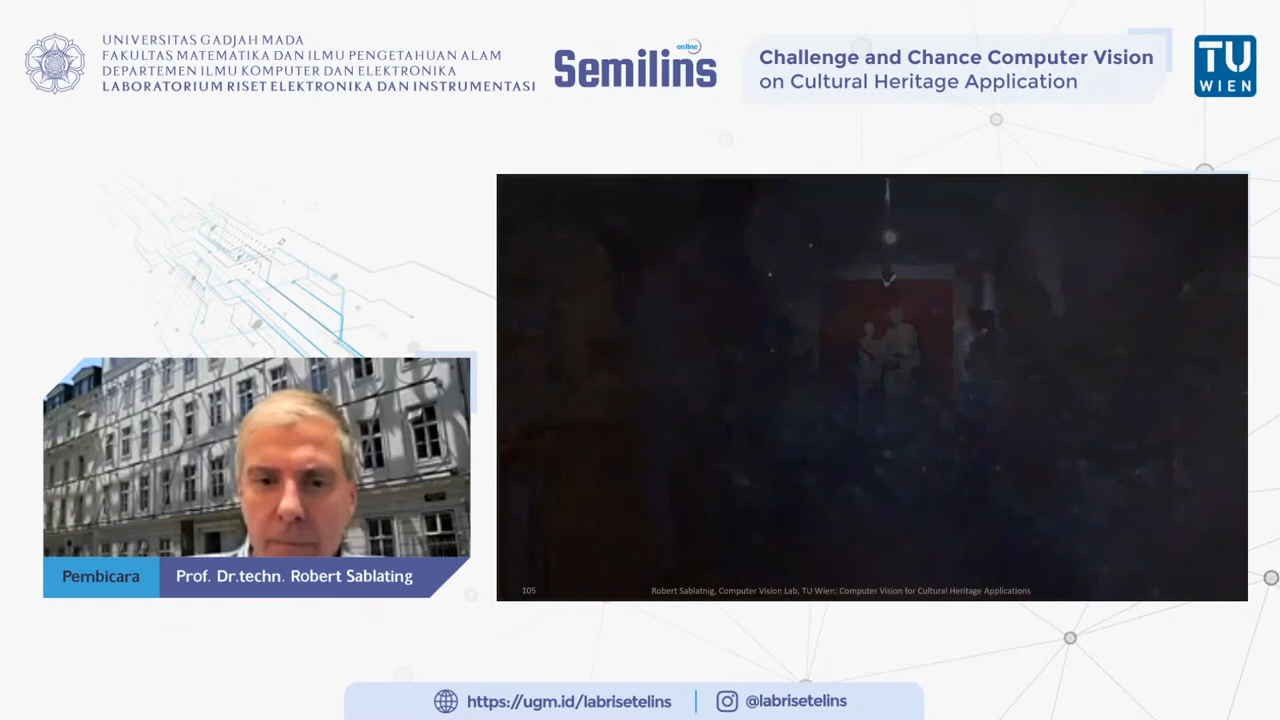 UNIVERSITAS GADJAH MADA
FAKULTAS MATEMATIKA DAN ILMU PENGETAHUAN ALAM
DEPARTEMEN ILMU KOMPUTER DAN ELEKTRONIKA
LABORATORIUM RISET ELEKTRONIKA DAN INSTRUMENTASI
online
Semilins
Challenge and Chance Computer Vision
on Cultural Heritage Application
TU
WIEN
Pembicara
Prof. Dr.techn. Robert Sablating
105
Robert Sablatnig, Computer Vision Lab, TU Wien: Computer Vision for Cultural Heritage Applications
https://ugm.id/labrisetelins
@labrisetelins